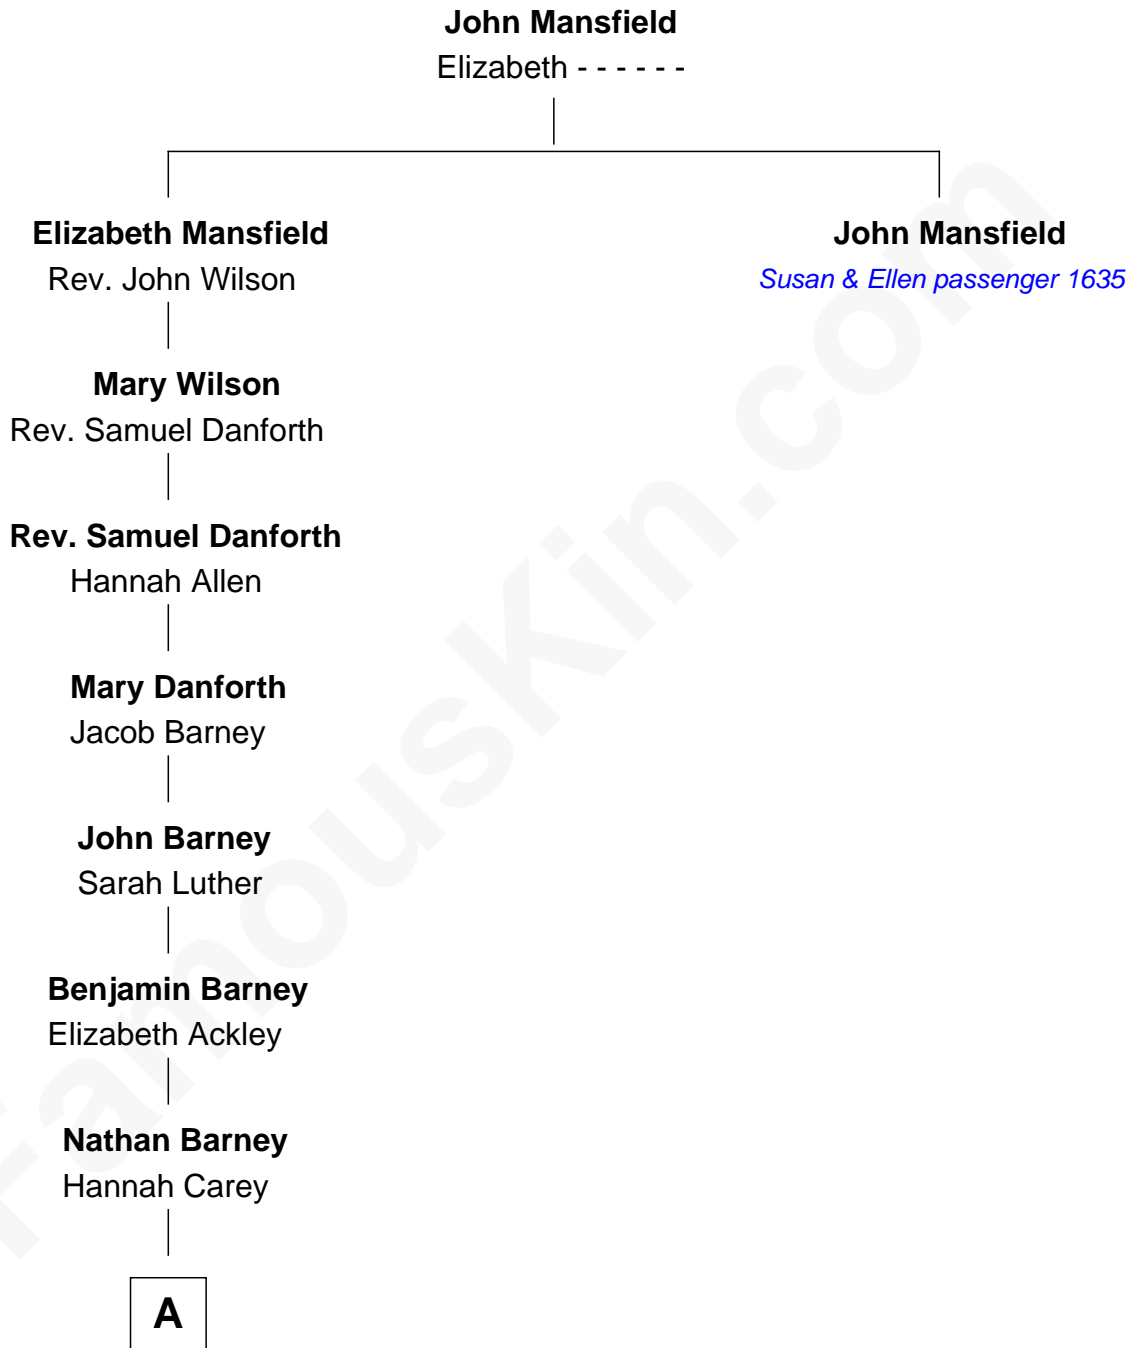 John Mansfield
Elizabeth - - - - - -
Elizabeth Mansfield
Rev. John Wilson
John Mansfield
Susan & Ellen passenger 1635
Mary Wilson
Rev. Samuel Danforth
Rev. Samuel Danforth
Hannah Allen
Mary Danforth
Jacob Barney
John Barney
Sarah Luther
Benjamin Barney
Elizabeth Ackley
Nathan Barney
Hannah Carey
A
FamousKin.com